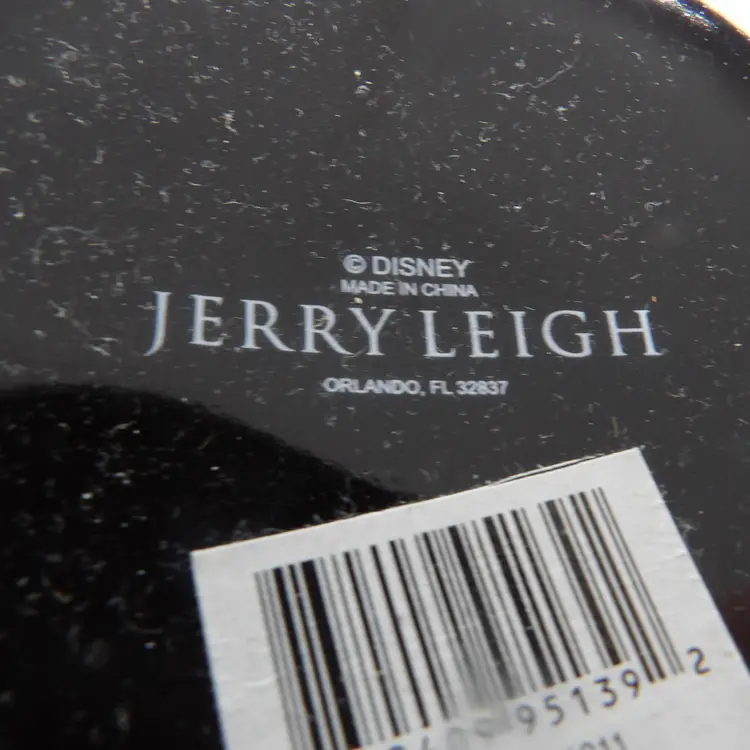 © DISNEY
MADE IN CHINA
JERRY LEIGH
ORLANDO, FL 32837
95139 2